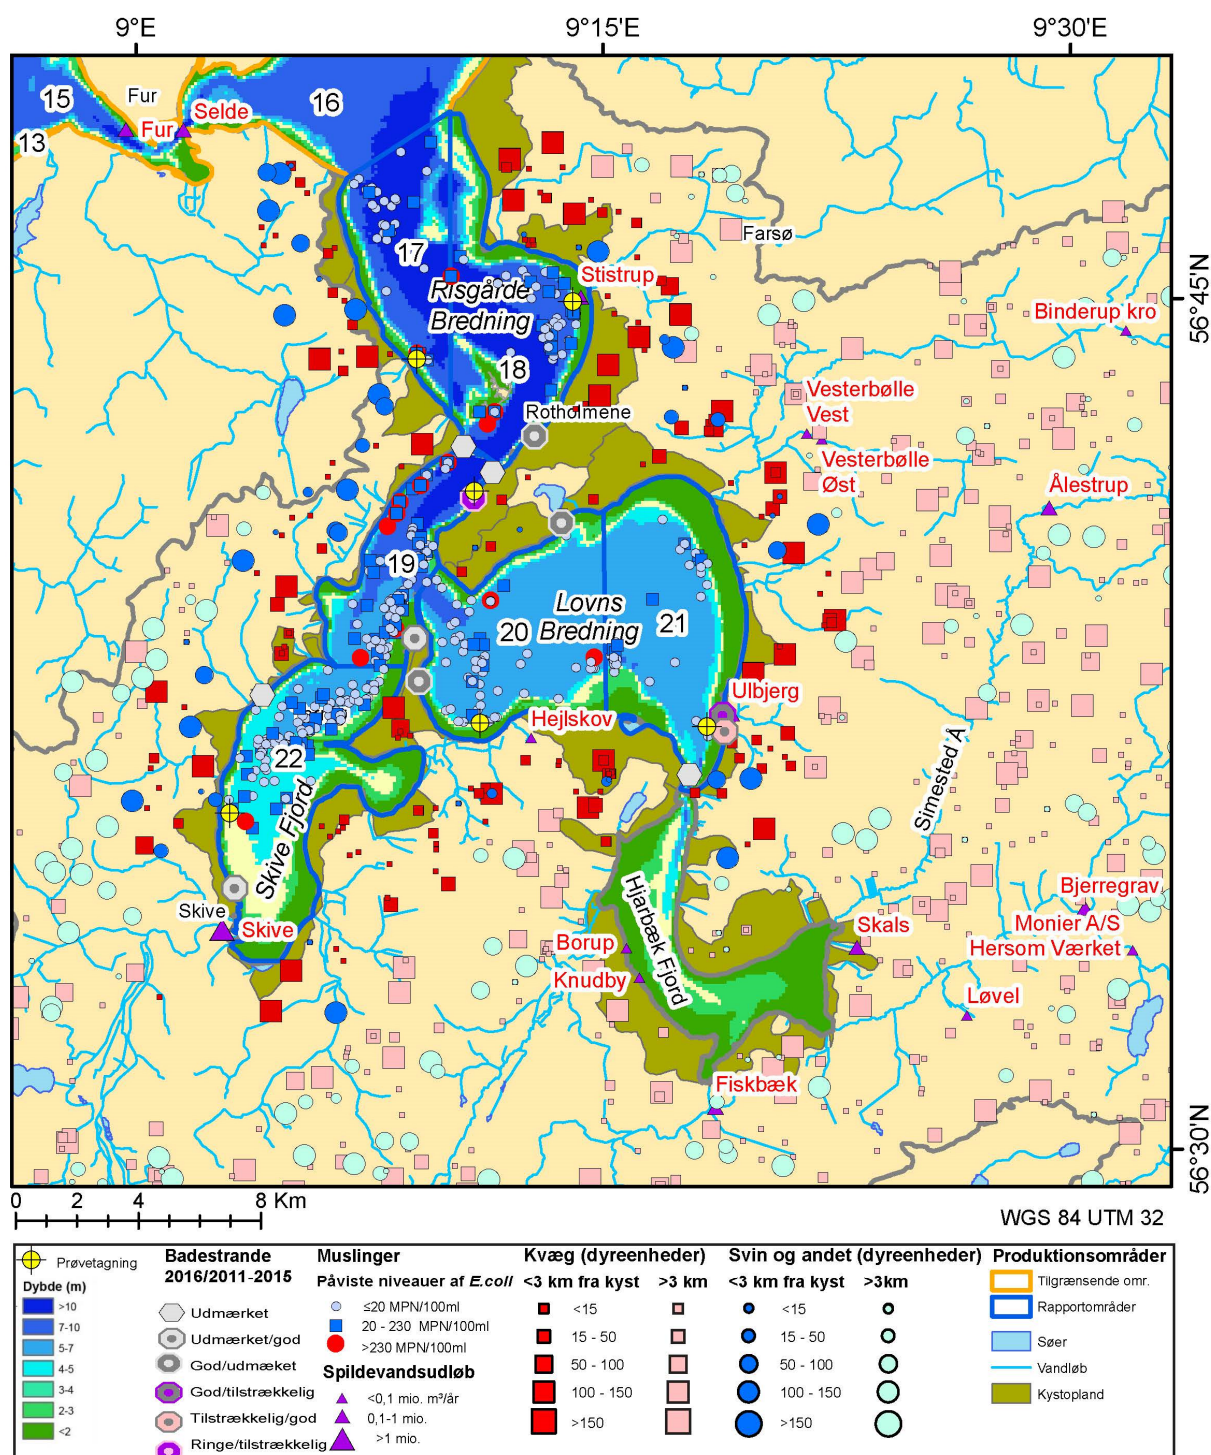 9°E 9°15'E 9°30'E
15
Fur
16
Selde
Fur
13
17
Farsø
Stistrup
Risgårde
Bredning
56°45'N
Binderup kro
18
Vesterbølle
Vest
Rotholmene
Vesterbølle
Øst
Ålestrup
19
Lovns
Bredning
20
21
Ulbjerg
Hejlskov
22
Skive Fjord
Simested Å
Hjarbæk Fjord
Bjerregrav
Skive
Skive
Skals
Monier A/S
Borup
Hersom Værket
Knudby
Løvel
Fiskbæk
56°30'N
0 2 4 8 Km
WGS 84 UTM 32
Prøvetagning
Dybde (m)
>10
7-10
5-7
4-5
3-4
2-3
<2
Badestrande
2016/2011-2015
Udmærket
Udmærket/god
God/udmæket
God/tilstrækkelig
Tilstrækkelig/god
Ringe/tilstrækkelig
Muslinger
Påviste niveauer af E.coli
≤20 MPN/100ml
20 - 230 MPN/100ml
>230 MPN/100ml
Spildevandsudløb
<0,1 mio. m³/år
0,1-1 mio.
>1 mio.
Kvæg (dyreenheder)
<3 km fra kyst >3 km
<15
15 - 50
50 - 100
100 - 150
>150
Svin og andet (dyreenheder)
<3 km fra kyst >3km
<15
15 - 50
50 - 100
100 - 150
>150
Produktionsområder
Tilgrænsende omr.
Rapportområder
Søer
Vandløb
Kystopland